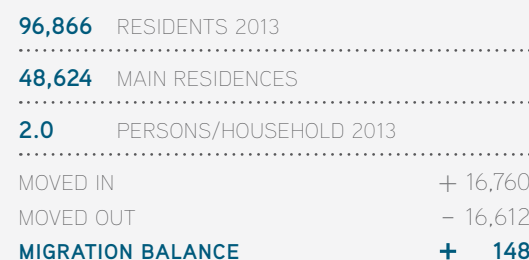 96,866 RESIDENTS 2013
48,624 MAIN RESIDENCES
2.0 PERSONS/HOUSEHOLD 2013
MOVED IN + 16,760
MOVED OUT – 16,612
MIGRATION BALANCE + 148